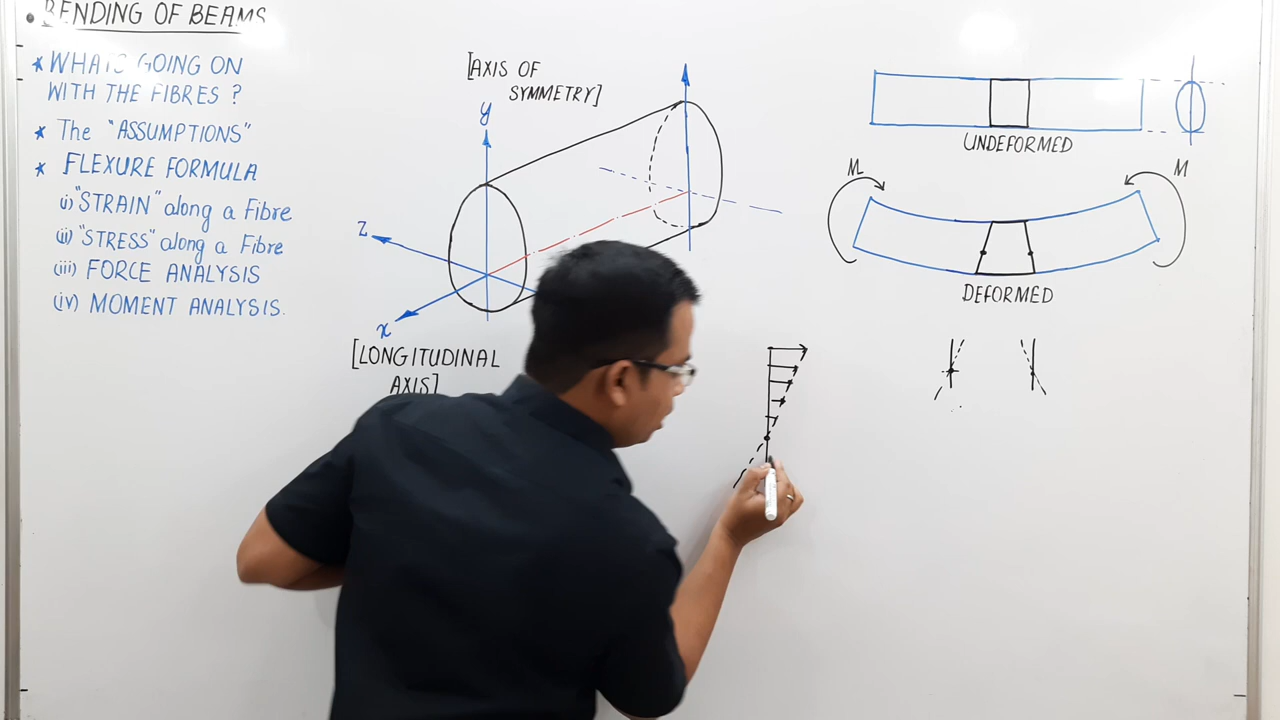 • BENDING OF BEAMS
* WHAT'S GOING ON
WITH THE FIBRES ?
* The "ASSUMPTIONS"
* FLEXURE FORMULA
(i) "STRAIN" along a Fibre
(ii) "STRESS" along a Fibre
(iii) FORCE ANALYSIS
(iv) MOMENT ANALYSIS.
[AXIS OF
SYMMETRY]
y
z
x
[LONGITUDINAL
AXIS]
UNDEFORMED
M M
DEFORMED